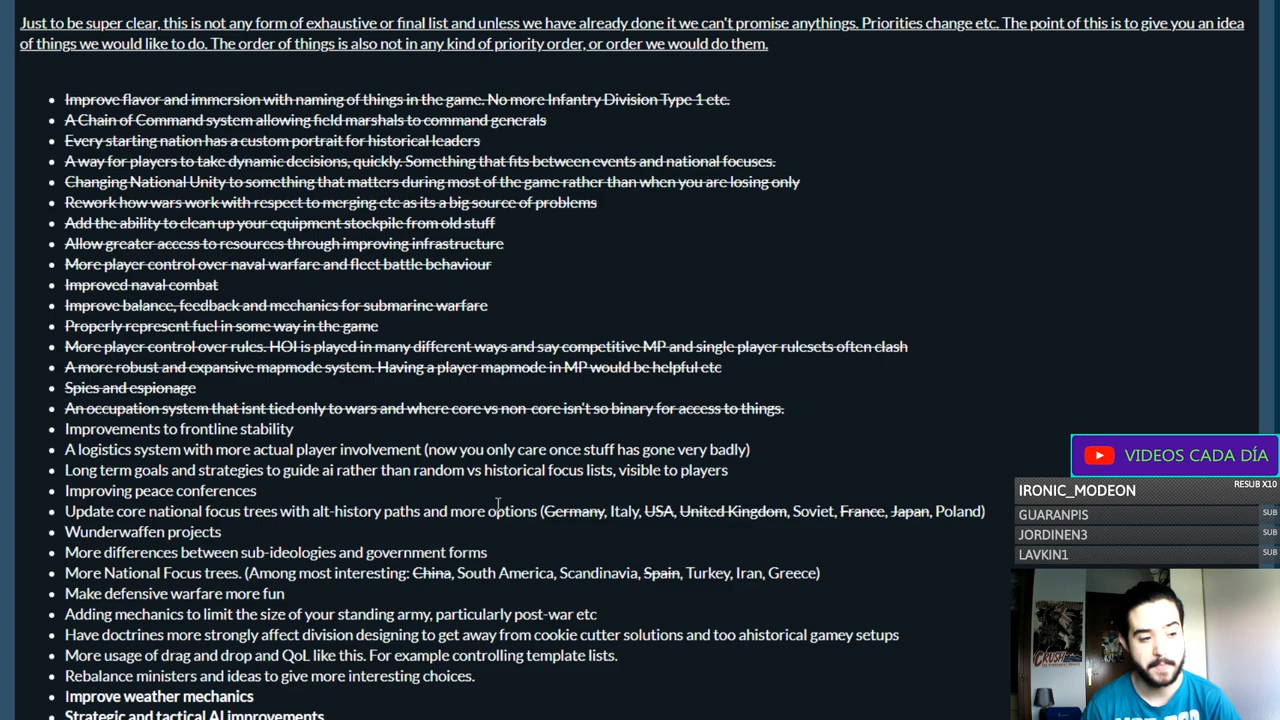 Just to be super clear, this is not any form of exhaustive or final list and unless we have already done it we can't promise anythings. Priorities change etc. The point of this is to give you an idea
of things we would like to do. The order of things is also not in any kind of priority order, or order we would do them.
• Improve flavor and immersion with naming of things in the game. No more Infantry Division Type 1 etc.
• A Chain of Command system allowing field marshals to command generals
• Every starting nation has a custom portrait for historical leaders
• A way for players to take dynamic decisions, quickly. Something that fits between events and national focuses.
• Changing National Unity to something that matters during most of the game rather than when you are losing only
• Rework how wars work with respect to merging etc as its a big source of problems
• Add the ability to clean up your equipment stockpile from old stuff
• Allow greater access to resources through improving infrastructure
• More player control over naval warfare and fleet battle behaviour
• Improved naval combat
• Improve balance, feedback and mechanics for submarine warfare
• Properly represent fuel in some way in the game
• More player control over rules. HOI is played in many different ways and say competitive MP and single player rulesets often clash
• A more robust and expansive mapmode system. Having a player mapmode in MP would be helpful etc
• Spies and espionage
• An occupation system that isnt tied only to wars and where core vs non-core isn't so binary for access to things.
• Improvements to frontline stability
• A logistics system with more actual player involvement (now you only care once stuff has gone very badly)
• Long term goals and strategies to guide ai rather than random vs historical focus lists, visible to players
• Improving peace conferences
• Update core national focus trees with alt-history paths and more options (Germany, Italy, USA, United Kingdom, Soviet, France, Japan, Poland)
• Wunderwaffen projects
• More differences between sub-ideologies and government forms
• More National Focus trees. (Among most interesting: China, South America, Scandinavia, Spain, Turkey, Iran, Greece)
• Make defensive warfare more fun
• Adding mechanics to limit the size of your standing army, particularly post-war etc
• Have doctrines more strongly affect division designing to get away from cookie cutter solutions and too ahistorical gamey setups
• More usage of drag and drop and QoL like this. For example controlling template lists.
• Rebalance ministers and ideas to give more interesting choices.
• Improve weather mechanics
• Strategic and tactical AI improvements
VIDEOS CADA DÍA
IRONIC_MODEON RESUB X10
GUARANPIS SUB
JORDINEN3 SUB
LAVKIN1 SUB